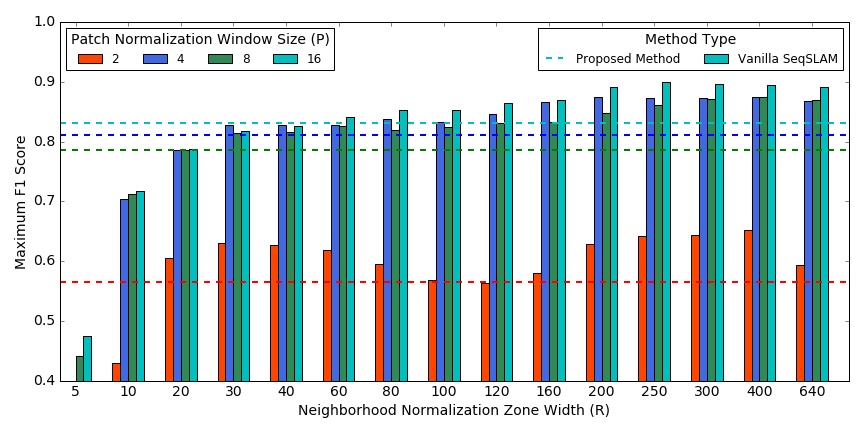 Patch Normalization Window Size (P)
2 4 8 16
Method Type
Proposed Method Vanilla SeqSLAM
1.0
0.9
0.8
0.7
0.6
0.5
0.4
Maximum F1 Score
5 10 20 30 40 60 80 100 120 160 200 250 300 400 640
Neighborhood Normalization Zone Width (R)